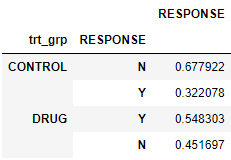 RESPONSE
trt_grp RESPONSE
CONTROL N 0.677922
Y 0.322078
DRUG Y 0.548303
N 0.451697